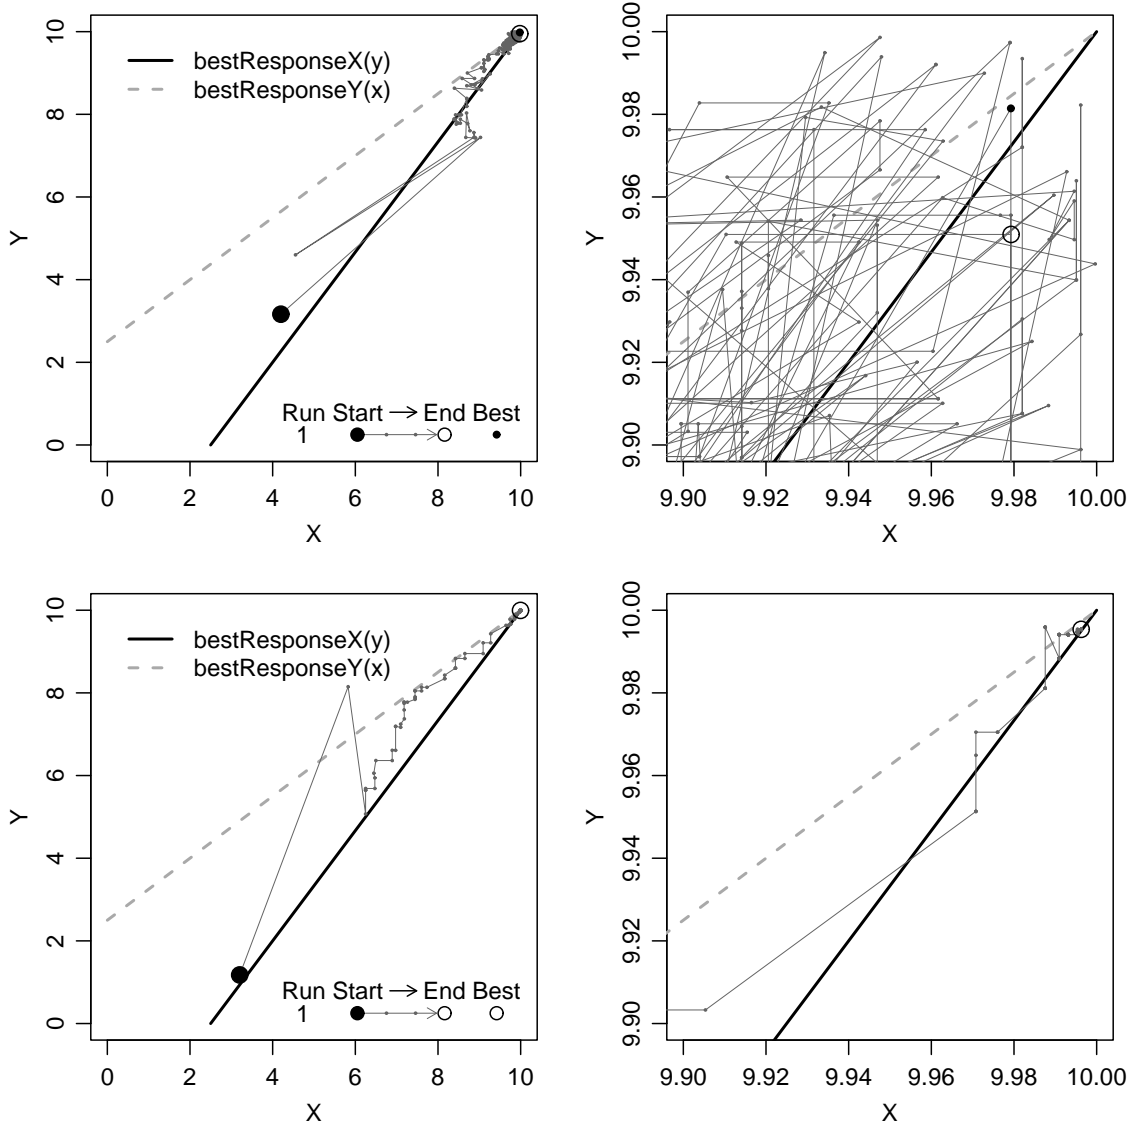 10
8
6
4
2
0
Y
bestResponseX(y)
bestResponseY(x)
Run Start → End Best
1
0 2 4 6 8 10
X
10.00
9.98
9.96
9.94
9.92
9.90
Y
9.90 9.92 9.94 9.96 9.98 10.00
X
10
8
6
4
2
0
Y
bestResponseX(y)
bestResponseY(x)
Run Start → End Best
1
0 2 4 6 8 10
X
10.00
9.98
9.96
9.94
9.92
9.90
Y
9.90 9.92 9.94 9.96 9.98 10.00
X